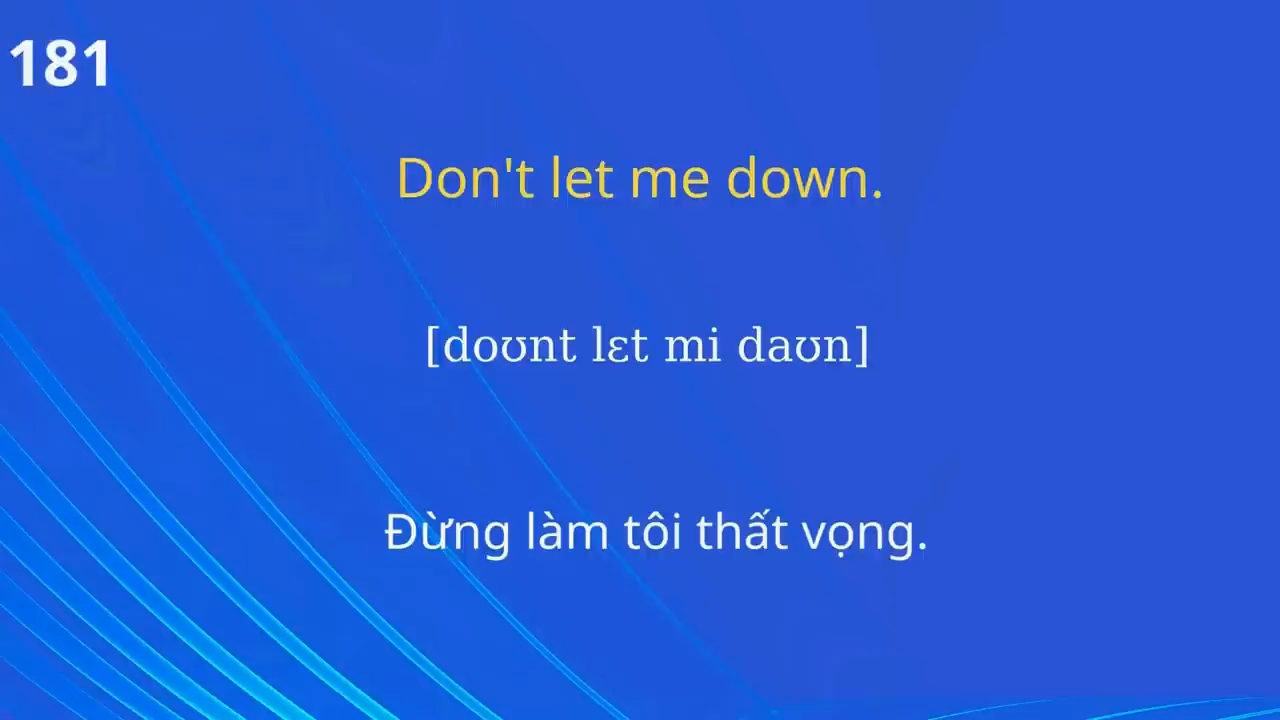 181
Don't let me down.
[doʊnt lɛt mi daʊn]
Đừng làm tôi thất vọng.